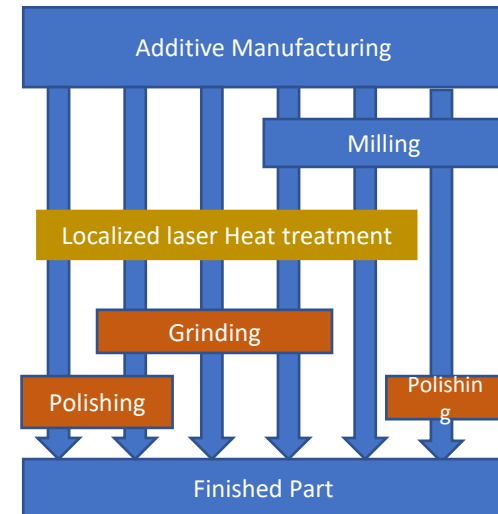 Additive Manufacturing
Milling
Localized laser Heat treatment
Grinding
Polishing
Polishin
g
Finished Part